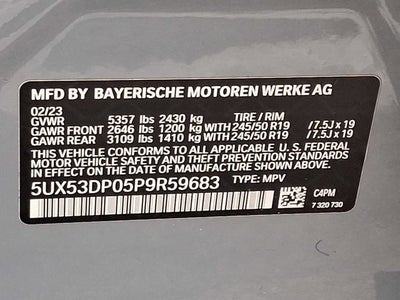 MFD BY BAYERISCHE MOTOREN WERKE AG
02/23
GVWR 5357 lbs 2430 kg TIRE / RIM
GAWR FRONT 2646 lbs 1200 kg WITH 245/50 R19 /7.5J x 19
GAWR REAR 3109 lbs 1410 kg WITH 245/50 R19 /7.5J x 19
THIS VEHICLE CONFORMS TO ALL APPLICABLE U.S. FEDERAL
MOTOR VEHICLE SAFETY STANDARDS IN EFFECT ON THE
DATE OF MANUFACTURE SHOWN ABOVE.
5UX53DP05P9R59683 TYPE: MPV
C4PM
7 320 730